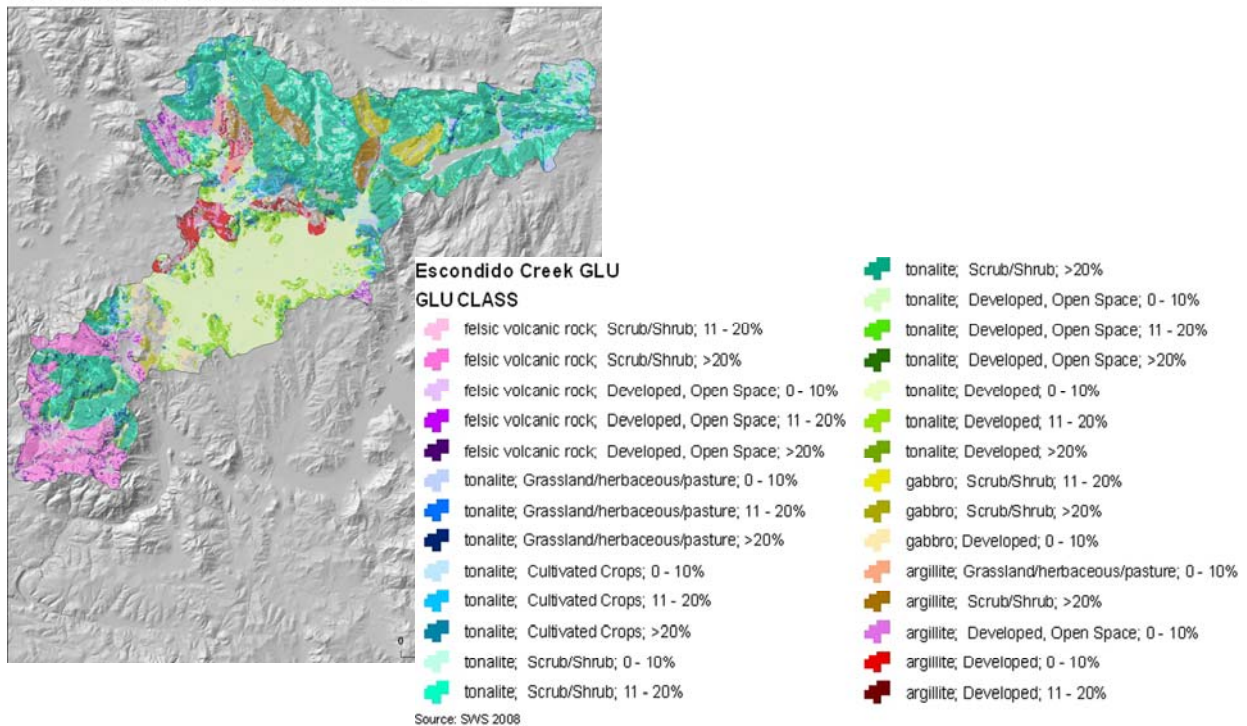 Escondido Creek GLU
GLU CLASS
felsic volcanic rock; Scrub/Shrub; 11 - 20%
felsic volcanic rock; Scrub/Shrub; >20%
felsic volcanic rock; Developed, Open Space; 0 - 10%
felsic volcanic rock; Developed, Open Space; 11 - 20%
felsic volcanic rock; Developed, Open Space; >20%
tonalite; Grassland/herbaceous/pasture; 0 - 10%
tonalite; Grassland/herbaceous/pasture; 11 - 20%
tonalite; Grassland/herbaceous/pasture; >20%
tonalite; Cultivated Crops; 0 - 10%
tonalite; Cultivated Crops; 11 - 20%
tonalite; Cultivated Crops; >20%
tonalite; Scrub/Shrub; 0 - 10%
tonalite; Scrub/Shrub; 11 - 20%
tonalite; Scrub/Shrub; >20%
tonalite; Developed, Open Space; 0 - 10%
tonalite; Developed, Open Space; 11 - 20%
tonalite; Developed, Open Space; >20%
tonalite; Developed; 0 - 10%
tonalite; Developed; 11 - 20%
tonalite; Developed; >20%
gabbro; Scrub/Shrub; 11 - 20%
gabbro; Scrub/Shrub; >20%
gabbro; Developed; 0 - 10%
argillite; Grassland/herbaceous/pasture; 0 - 10%
argillite; Scrub/Shrub; >20%
argillite; Developed, Open Space; 0 - 10%
argillite; Developed; 0 - 10%
argillite; Developed; 11 - 20%
0
Source: SWS 2008